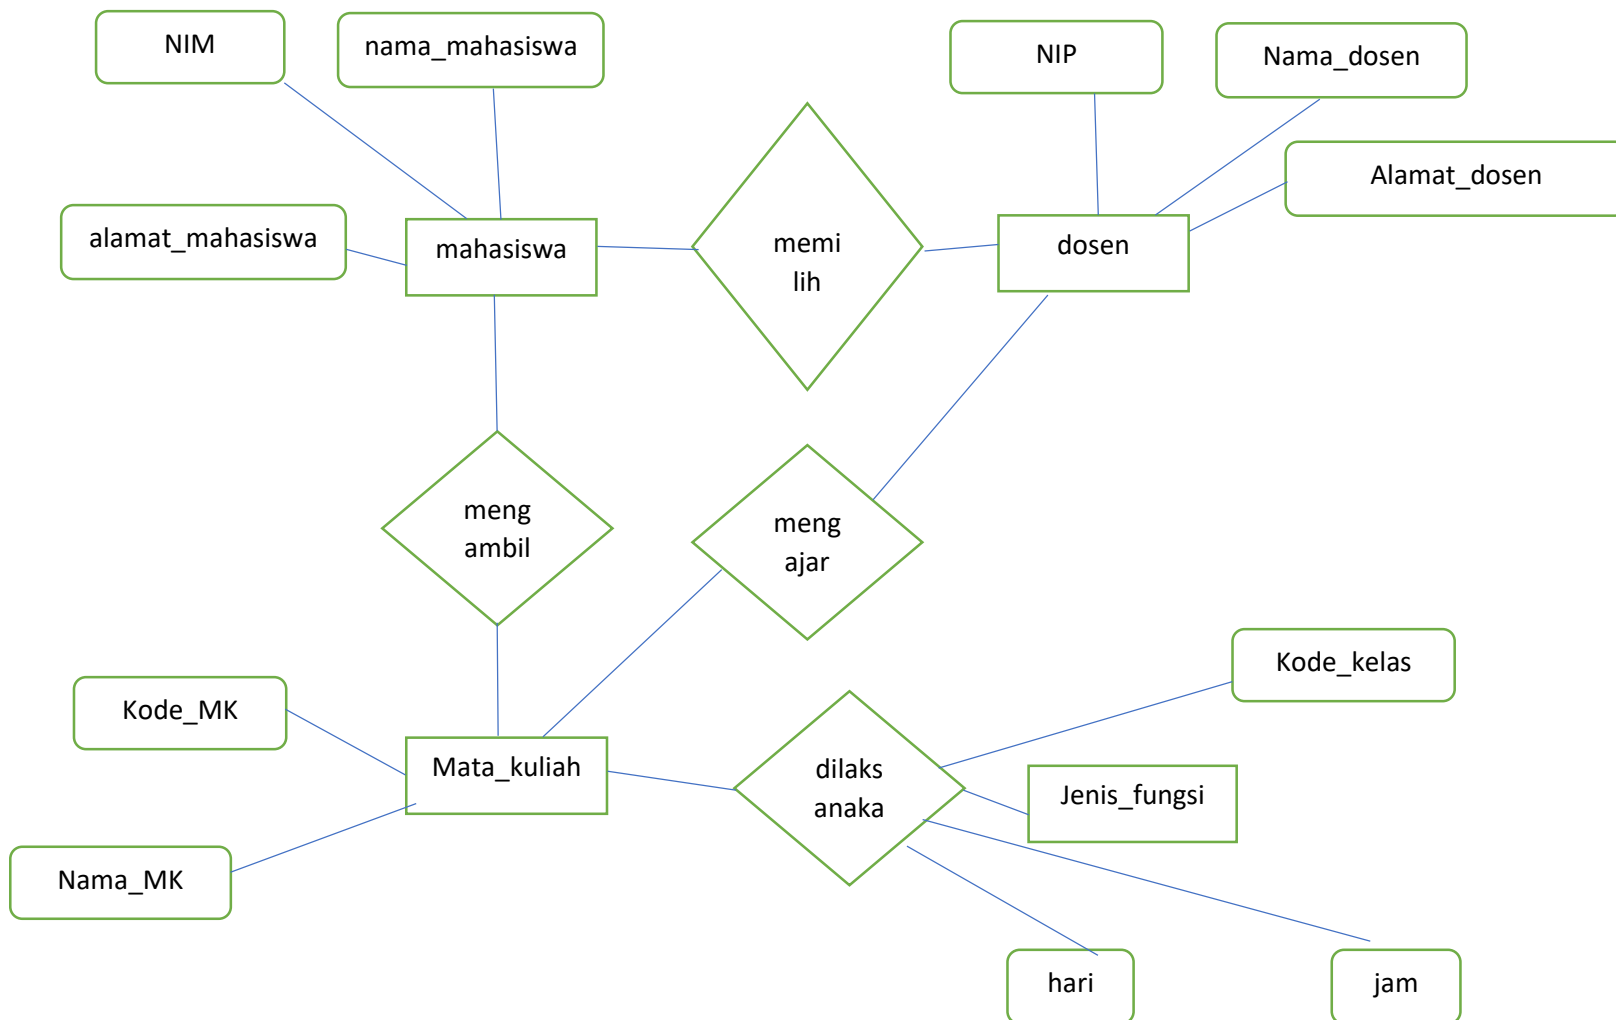 NIM
nama_mahasiswa
NIP
Nama_dosen
Alamat_dosen
alamat_mahasiswa
mahasiswa
memi
lih
dosen
meng
ambil
meng
ajar
Kode_kelas
Kode_MK
Mata_kuliah
dilaks
anaka
Jenis_fungsi
Nama_MK
hari
jam